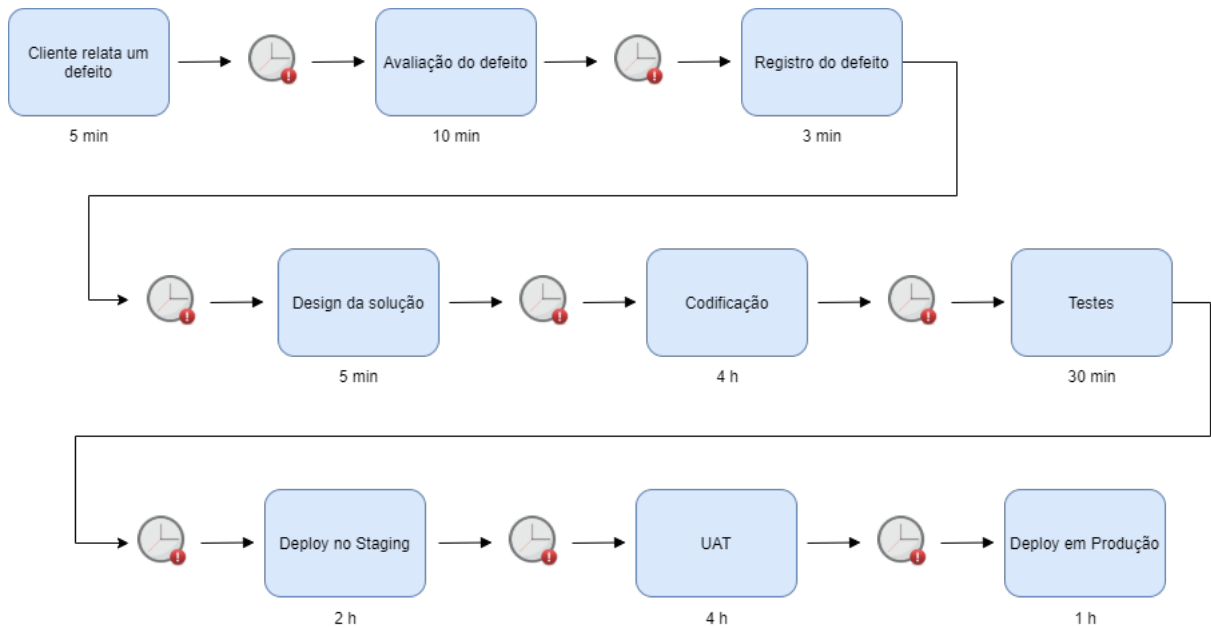 Cliente relata um
defeito
Avaliação do defeito
Registro do defeito
5 min
10 min
3 min
Design da solução
Codificação
Testes
5 min
4 h
30 min
Deploy no Staging
UAT
Deploy em Produção
2 h
4 h
1 h